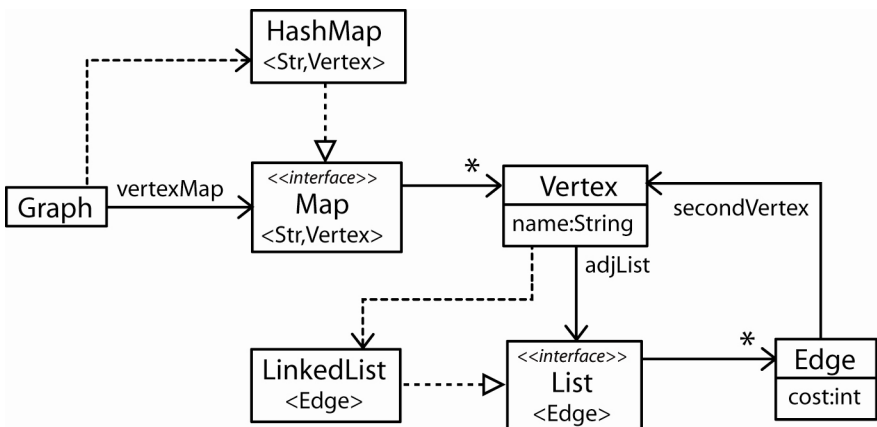 HashMap
<Str,Vertex>
Graph
vertexMap
<<interface>>
Map
<Str,Vertex>
*
Vertex
name:String
secondVertex
adjList
LinkedList
<Edge>
<<interface>>
List
<Edge>
*
Edge
cost:int